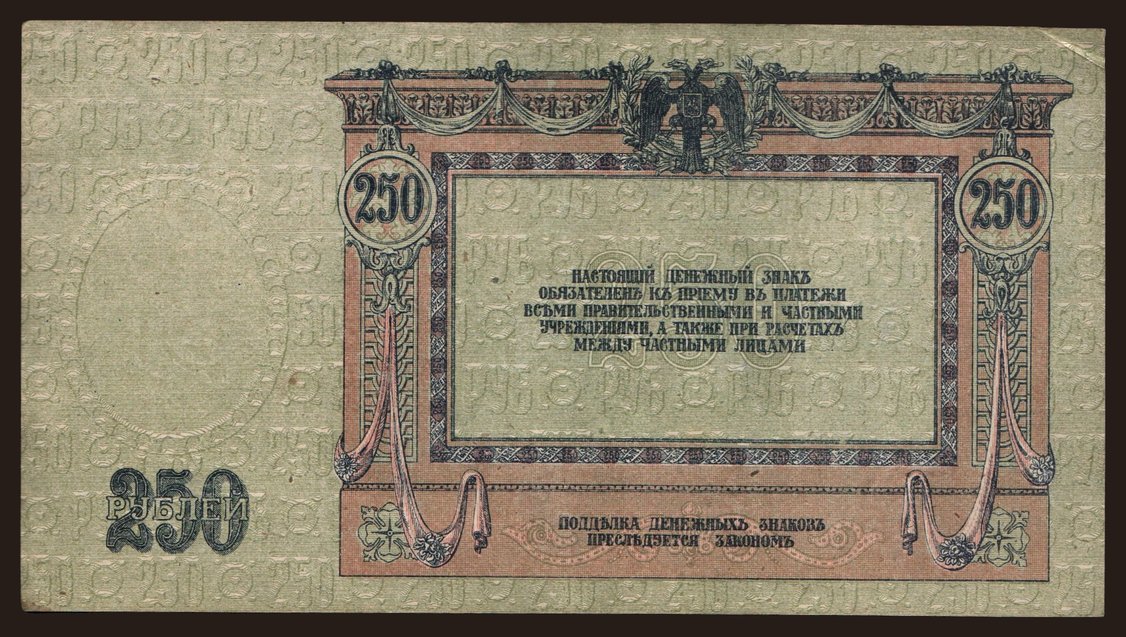 250
250
НАСТОЯЩІЙ ДЕНЕЖНЫЙ ЗНАКЪ
ОБЯЗАТЕЛЕНЪ КЪ ПРІЕМУ ВЪ ПЛАТЕЖИ
ВСѢМИ ПРАВИТЕЛЬСТВЕННЫМИ И ЧАСТНЫМИ
УЧРЕЖДЕНІЯМИ, А ТАКЖЕ ПРИ РАСЧЕТАХЪ
МЕЖДУ ЧАСТНЫМИ ЛИЦАМИ
250
250
РУБЛЕЙ
ПОДДѢЛКА ДЕНЕЖНЫХЪ ЗНАКОВЪ
ПРЕСЛѢДУЕТСЯ ЗАКОНОМЪ